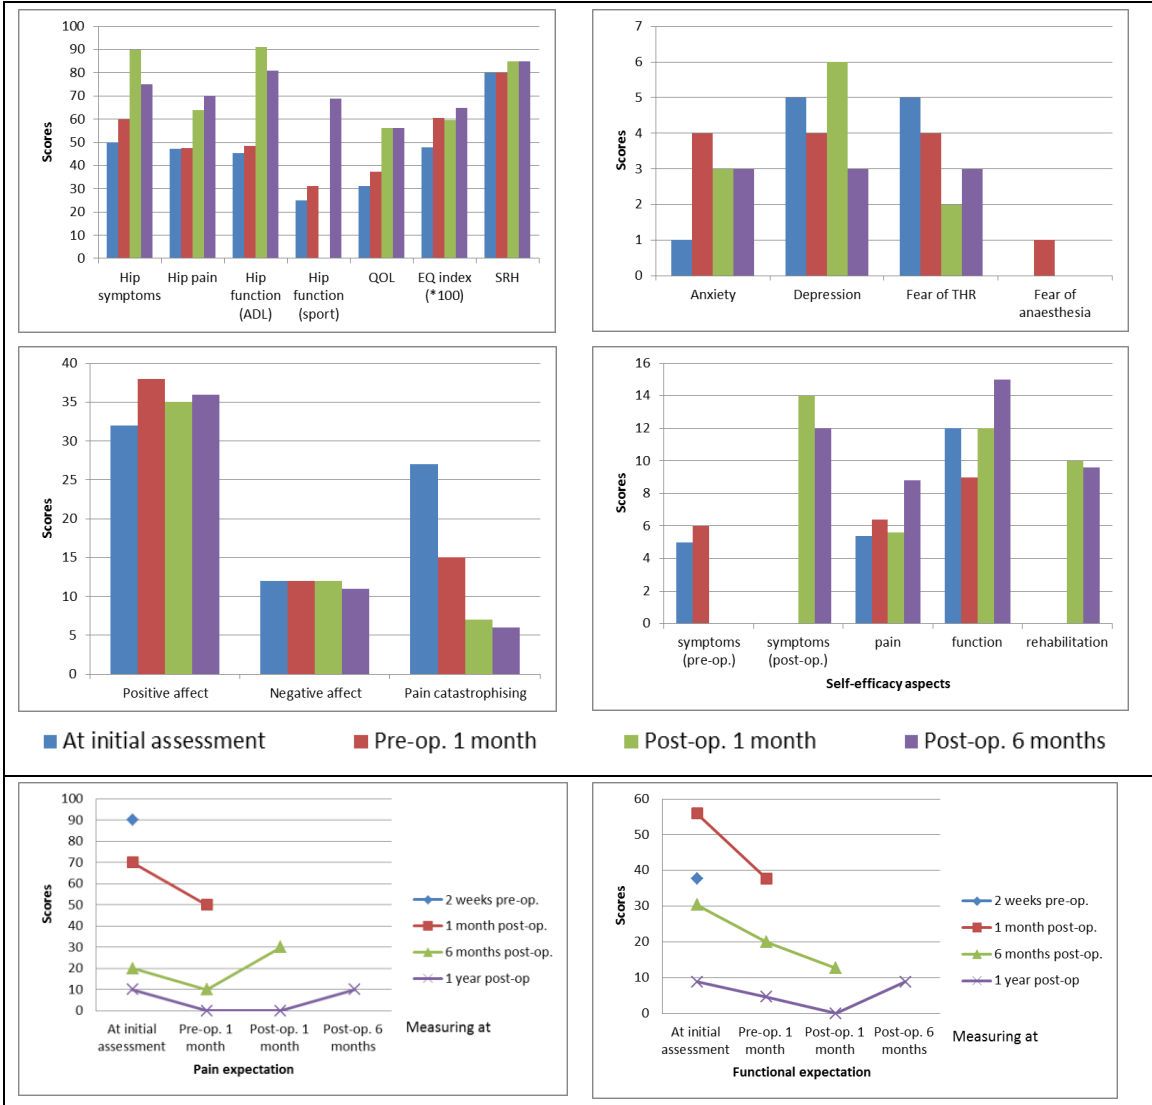 100
90
80
70
60
50
40
30
20
10
0
Scores
Hip symptoms
Hip pain
Hip function (ADL)
Hip function (sport)
QOL
EQ index (*100)
SRH
7
6
5
4
3
2
1
0
Scores
Anxiety
Depression
Fear of THR
Fear of anaesthesia
40
35
30
25
20
15
10
5
0
Scores
Positive affect
Negative affect
Pain catastrophising
16
14
12
10
8
6
4
2
0
Scores
symptoms (pre-op.)
symptoms (post-op.)
pain
function
rehabilitation
Self-efficacy aspects
At initial assessment
Pre-op. 1 month
Post-op. 1 month
Post-op. 6 months
100
90
80
70
60
50
40
30
20
10
0
Scores
At initial assessment
Pre-op. 1 month
Post-op. 1 month
Post-op. 6 months
Measuring at
Pain expectation
2 weeks pre-op.
1 month post-op.
6 months post-op.
1 year post-op
60
50
40
30
20
10
0
Scores
At initial assessment
Pre-op. 1 month
Post-op. 1 month
Post-op. 6 months
Measuring at
Functional expectation
2 weeks pre-op.
1 month post-op.
6 months post-op.
1 year post-op